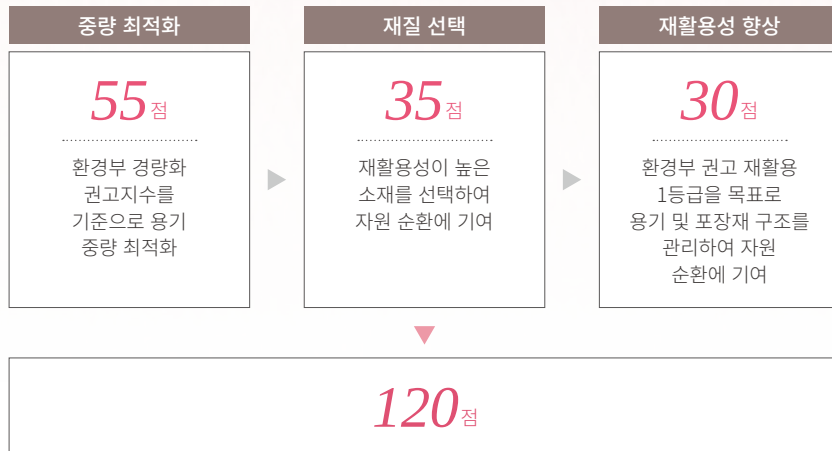 중량 최적화
55점
환경부 경량화
권고지수를
기준으로 용기
중량 최적화
재질 선택
35점
재활용성이 높은
소재를 선택하여
자원 순환에 기여
재활용성 향상
30점
환경부 권고 재활용
1등급을 목표로
용기 및 포장재 구조를
관리하여 자원
순환에 기여
120점